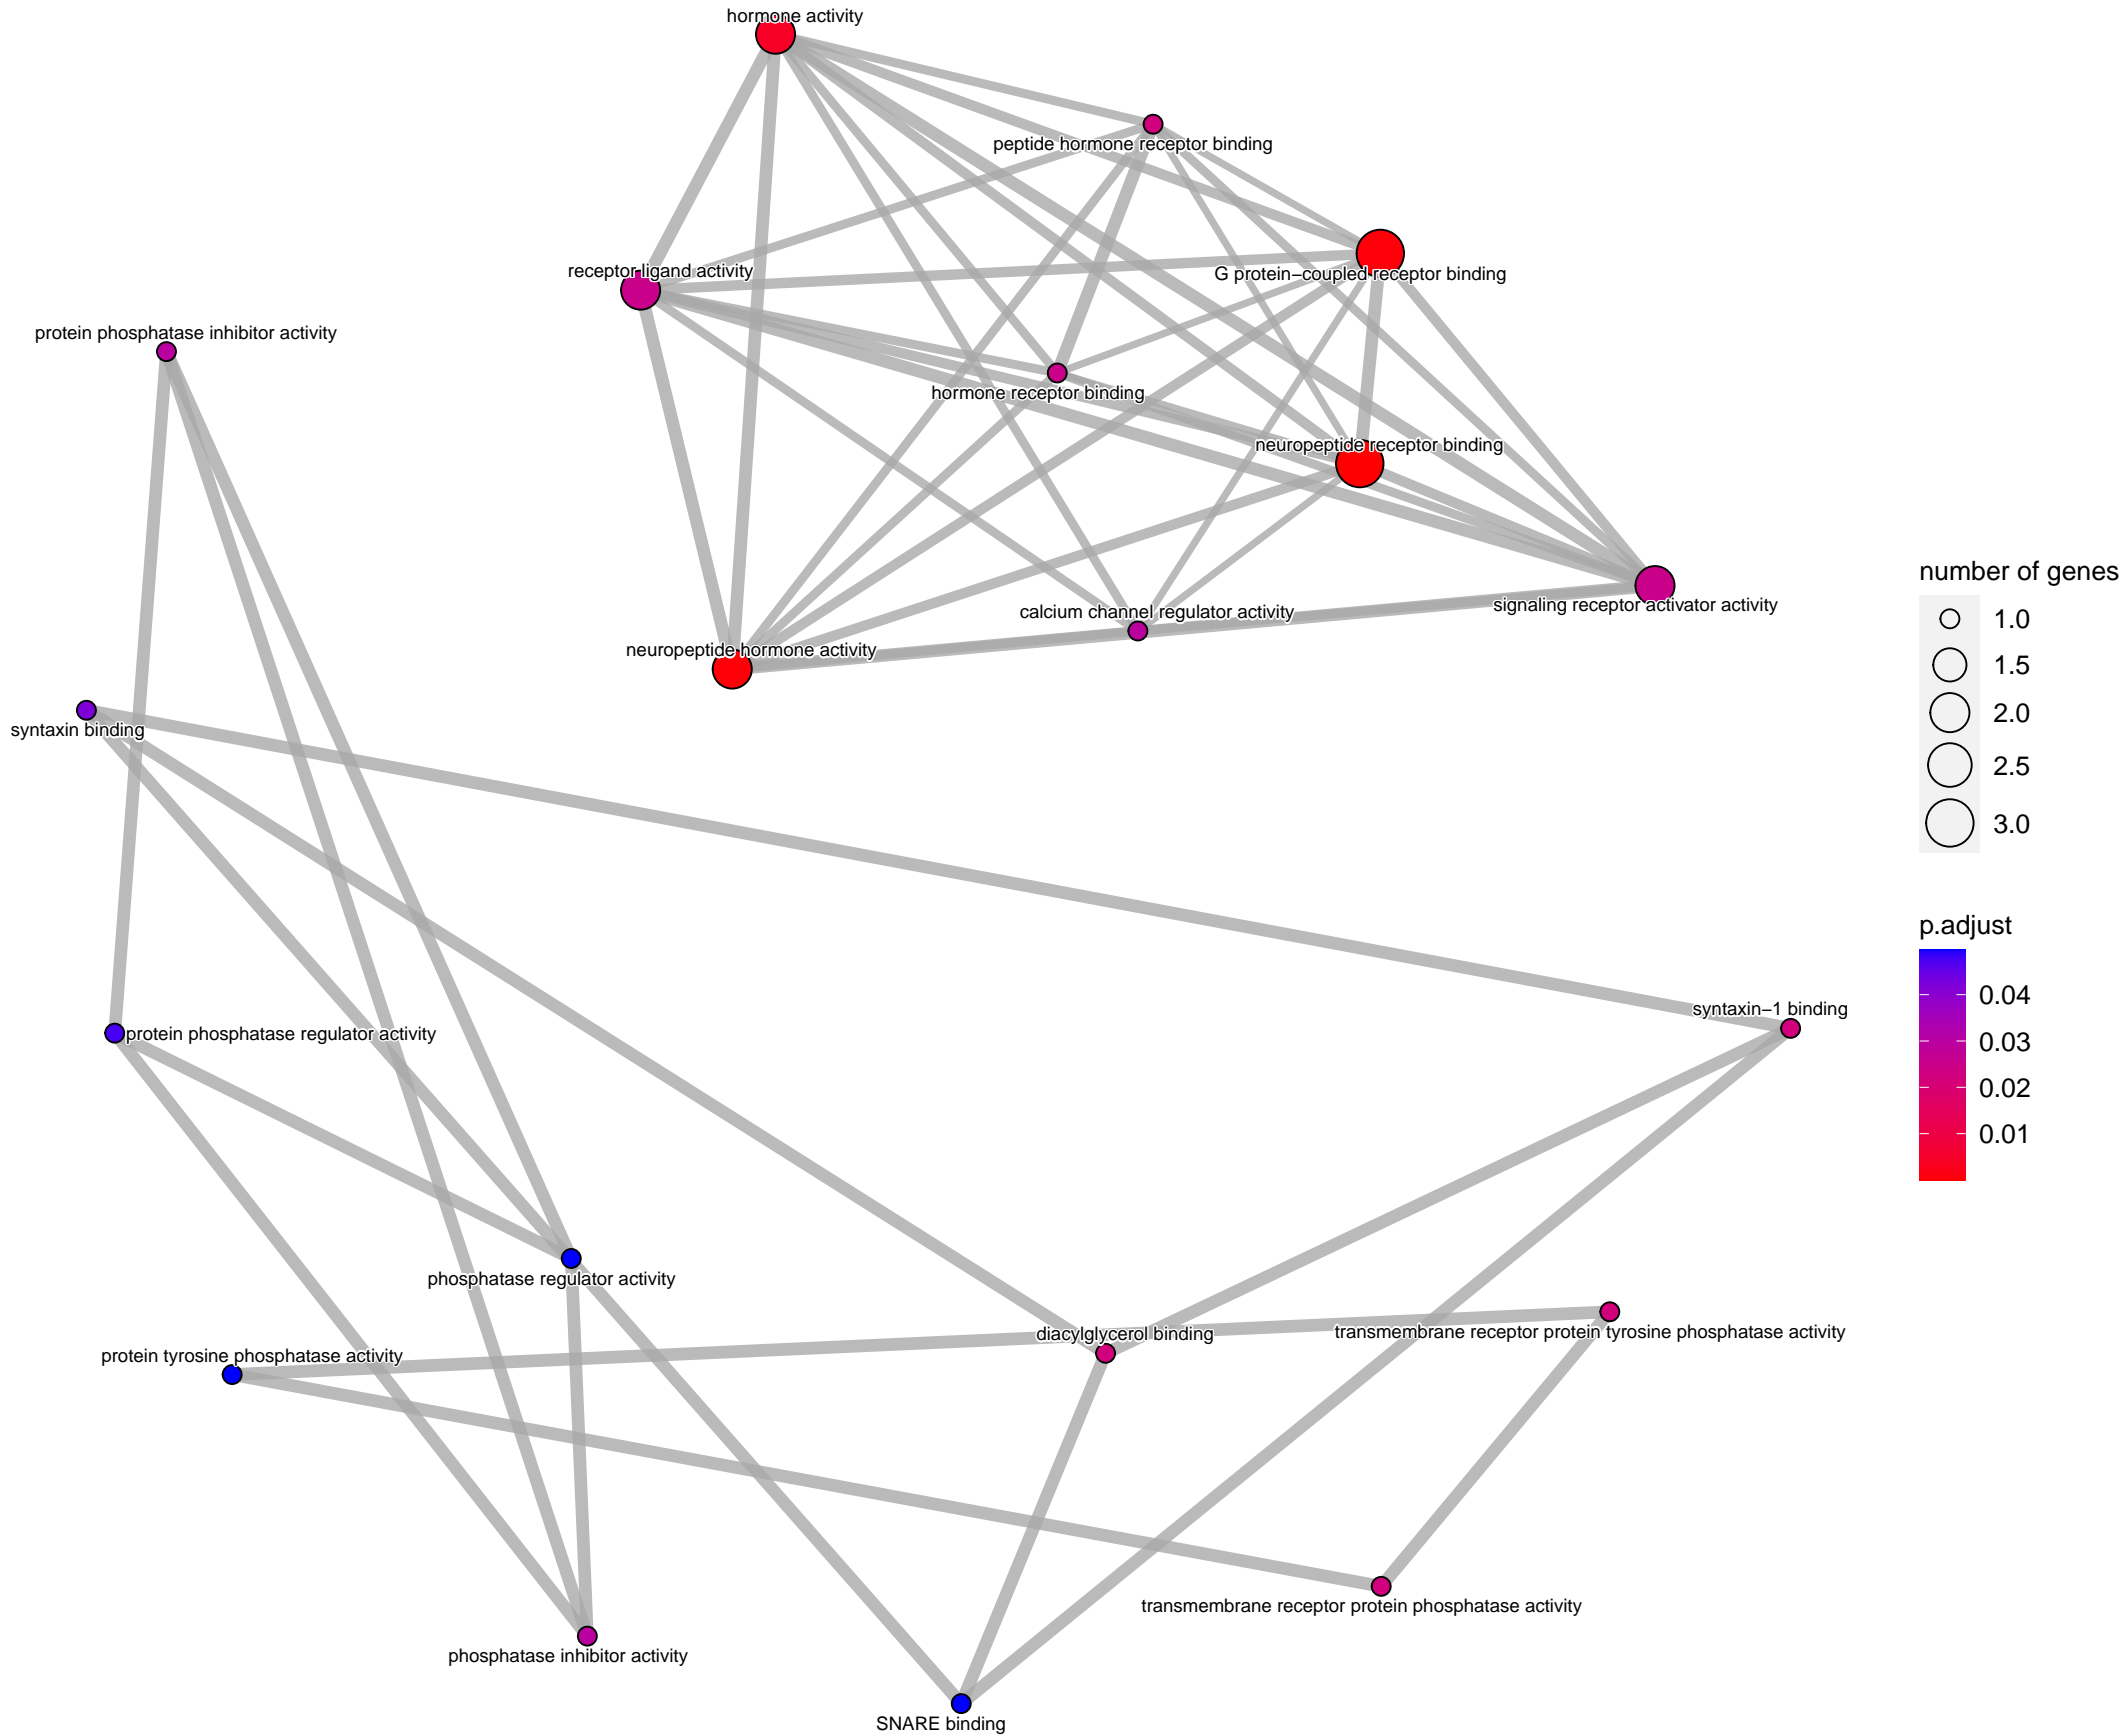 hormone activity
peptide hormone receptor binding
receptor ligand activity
G protein−coupled receptor binding
protein phosphatase inhibitor activity
hormone receptor binding
neuropeptide receptor binding
calcium channel regulator activity
signaling receptor activator activity
neuropeptide hormone activity
syntaxin binding
syntaxin−1 binding
protein phosphatase regulator activity
phosphatase regulator activity
diacylglycerol binding
transmembrane receptor protein tyrosine phosphatase activity
protein tyrosine phosphatase activity
transmembrane receptor protein phosphatase activity
phosphatase inhibitor activity
SNARE binding
number of genes
1.0
1.5
2.0
2.5
3.0
p.adjust
0.04
0.03
0.02
0.01